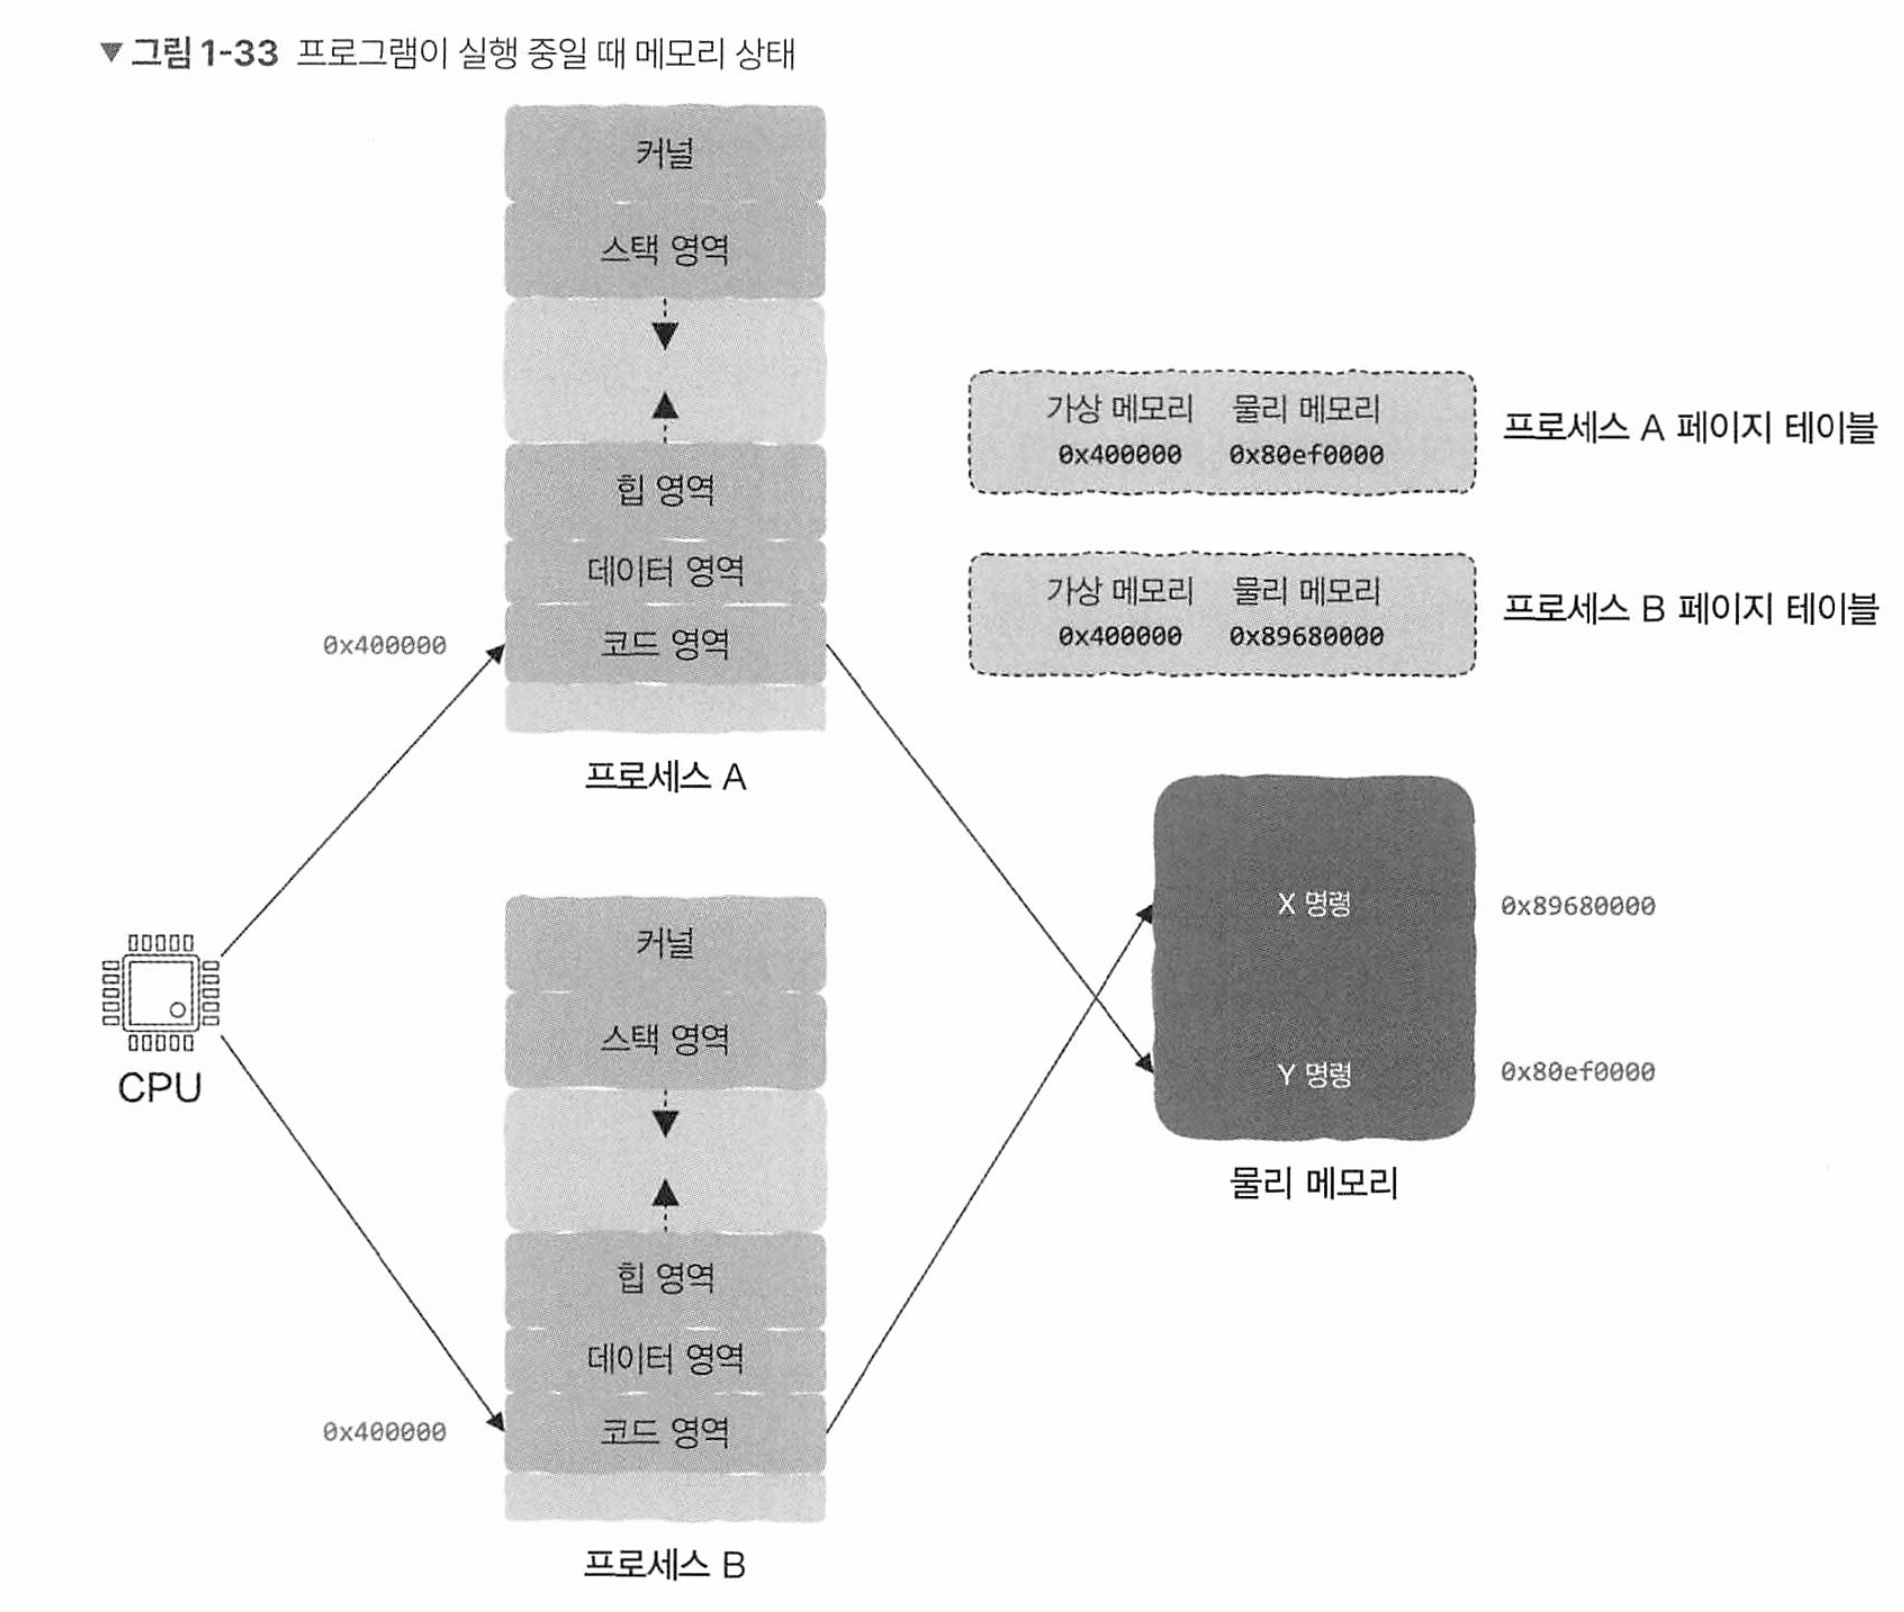 ▼ 그림 1-33 프로그램이 실행 중일 때 메모리 상태
커널
스택 영역
힙 영역
데이터 영역
0x400000
코드 영역
프로세스 A
가상 메모리 물리 메모리
0x400000 0x80ef0000
프로세스 A 페이지 테이블
가상 메모리 물리 메모리
0x400000 0x89680000
프로세스 B 페이지 테이블
CPU
커널
스택 영역
힙 영역
데이터 영역
0x400000
코드 영역
프로세스 B
X 명령
0x89680000
Y 명령
0x80ef0000
물리 메모리